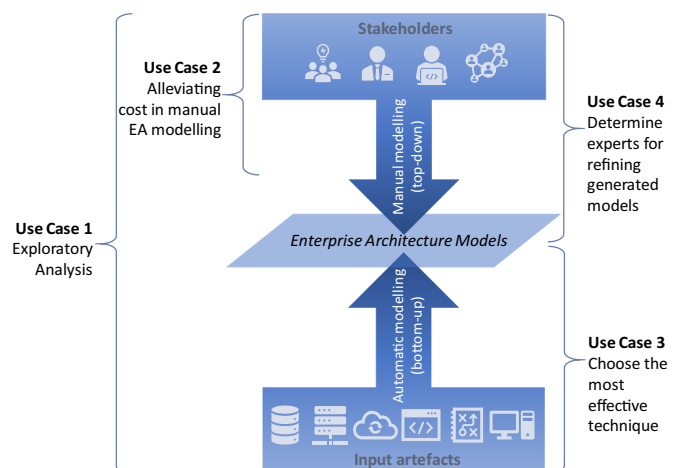 Stakeholders
Use Case 2
Alleviating
cost in manual
EA modelling
Use Case 4
Determine
experts for
refining
generated
models
Manual modelling
(top-down)
Use Case 1
Exploratory
Analysis
Enterprise Architecture Models
Automatic modelling
(bottom-up)
Use Case 3
Choose the
most
effective
technique
Input artefacts